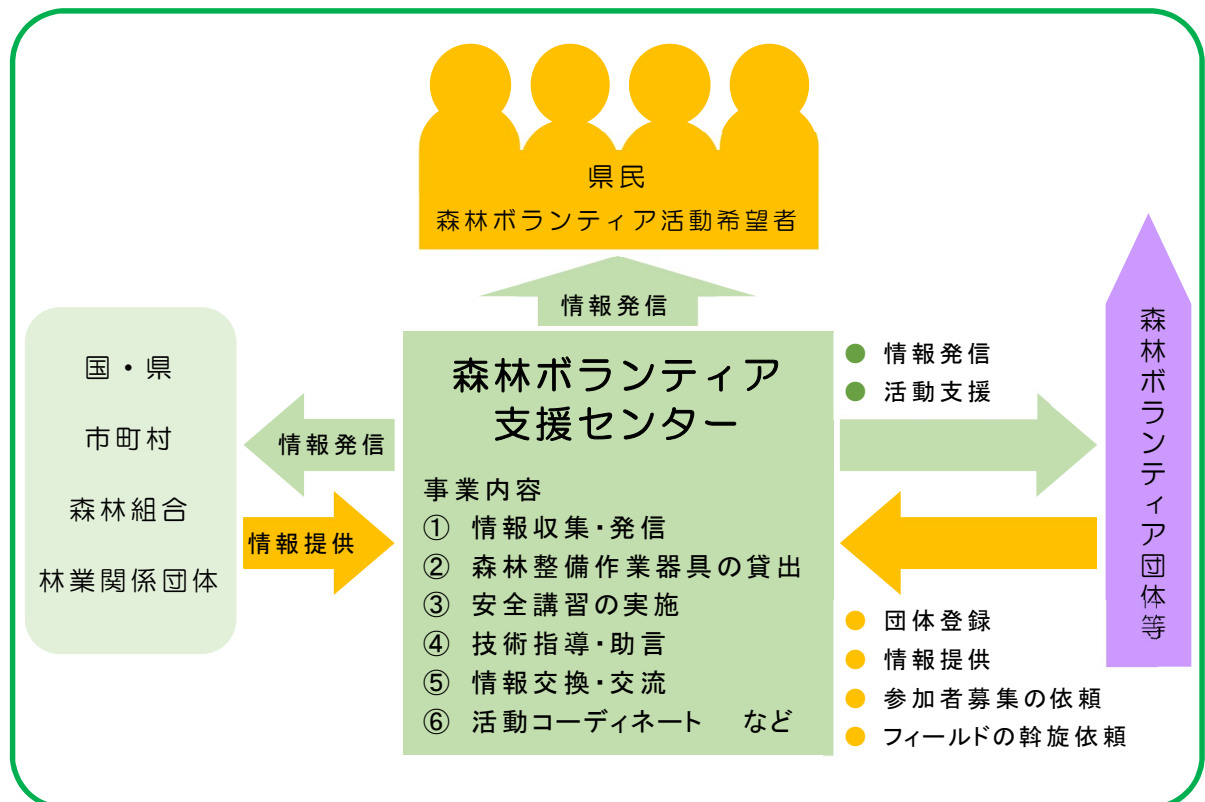 県民
森林ボランティア活動希望者
情報発信
国・県
市町村
森林組合
林業関係団体
情報発信
情報提供
森林ボランティア
支援センター
事業内容
① 情報収集・発信
② 森林整備作業器具の貸出
③ 安全講習の実施
④ 技術指導・助言
⑤ 情報交換・交流
⑥ 活動コーディネート など
● 情報発信
● 活動支援
● 団体登録
● 情報提供
● 参加者募集の依頼
● フィールドの斡旋依頼
森林ボランティア団体等